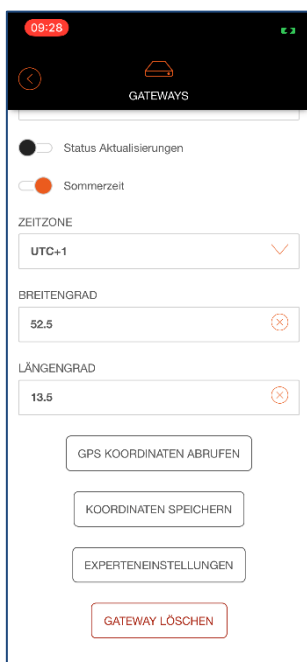 09:28
GATEWAYS
Status Aktualisierungen
Sommerzeit
ZEITZONE
UTC+1
BREITENGRAD
52.5
LÄNGENGRAD
13.5
GPS KOORDINATEN ABRUFEN
KOORDINATEN SPEICHERN
EXPERTENEINSTELLUNGEN
GATEWAY LÖSCHEN